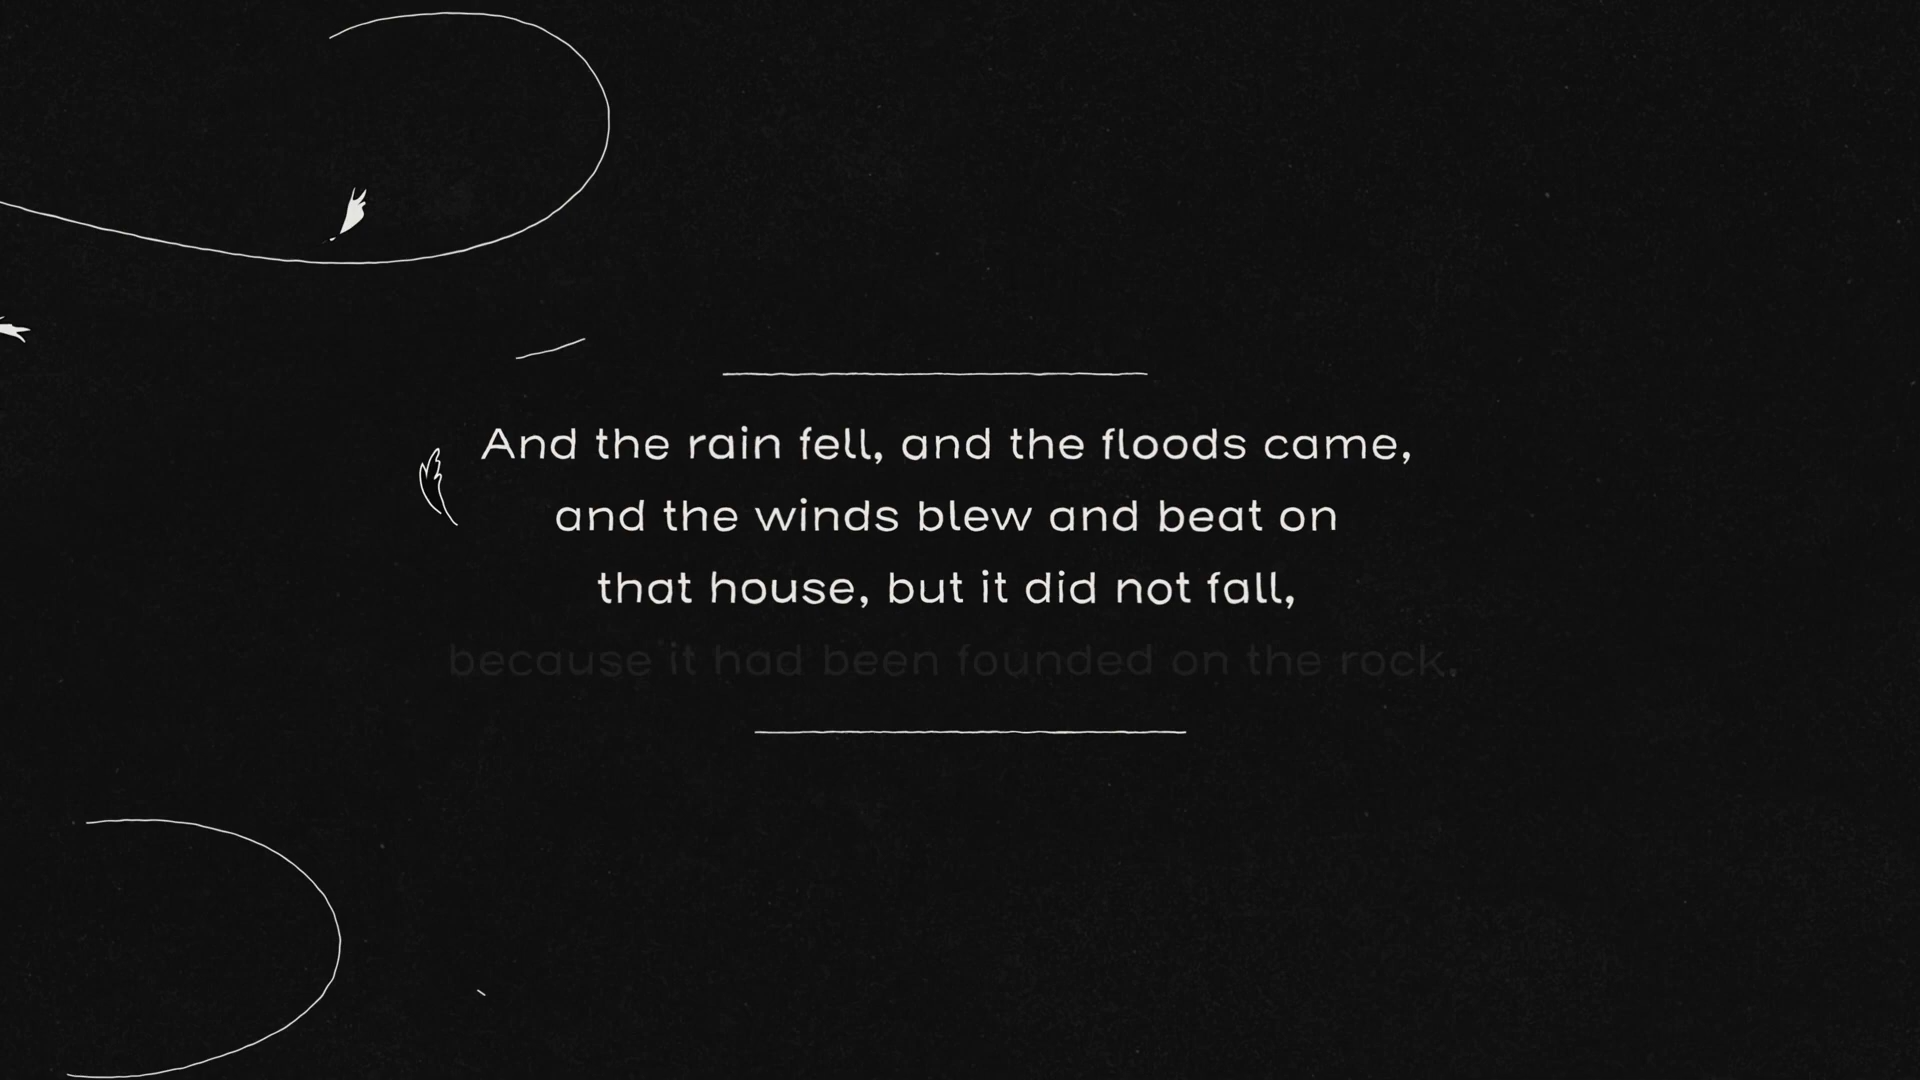 And the rain fell, and the floods came,
and the winds blew and beat on
that house, but it did not fall,
because it had been founded on the rock.